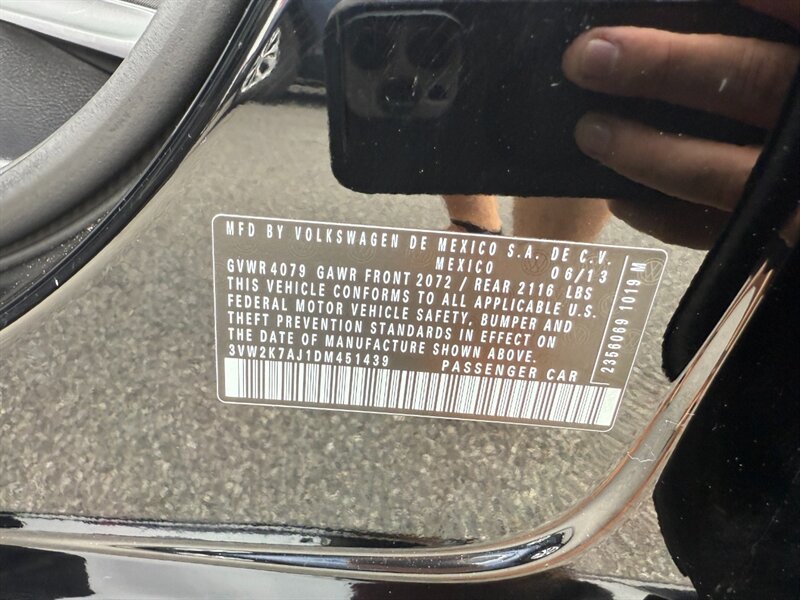 MFD BY VOLKSWAGEN DE MEXICO S.A. DE C.V.
MEXICO 06/13
GVWR 4079 GAWR FRONT 2072 / REAR 2116 LBS
THIS VEHICLE CONFORMS TO ALL APPLICABLE U.S.
FEDERAL MOTOR VEHICLE SAFETY, BUMPER AND
THEFT PREVENTION STANDARDS IN EFFECT ON
THE DATE OF MANUFACTURE SHOWN ABOVE.
3VW2K7AJ1DM451439 PASSENGER CAR
2356069 1019 M